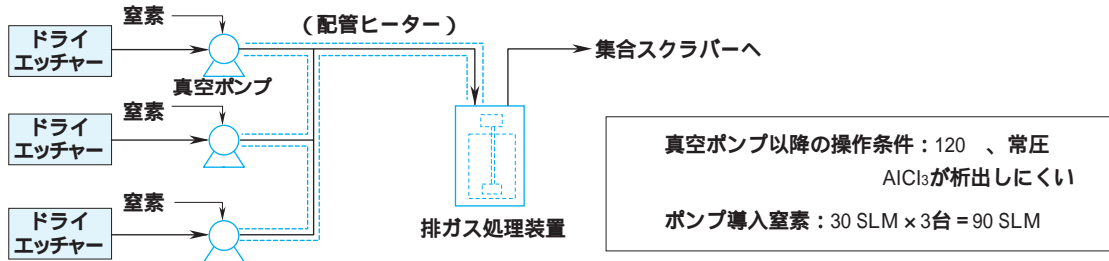 窒素
(配管ヒーター)
ドライ
エッチャー
集合スクラバーへ
真空ポンプ
窒素
ドライ
エッチャー
真空ポンプ以降の操作条件：120　、常圧
AlCl₃が析出しにくい
窒素
ドライ
エッチャー
排ガス処理装置
ポンプ導入窒素：30 SLM × 3台 = 90 SLM